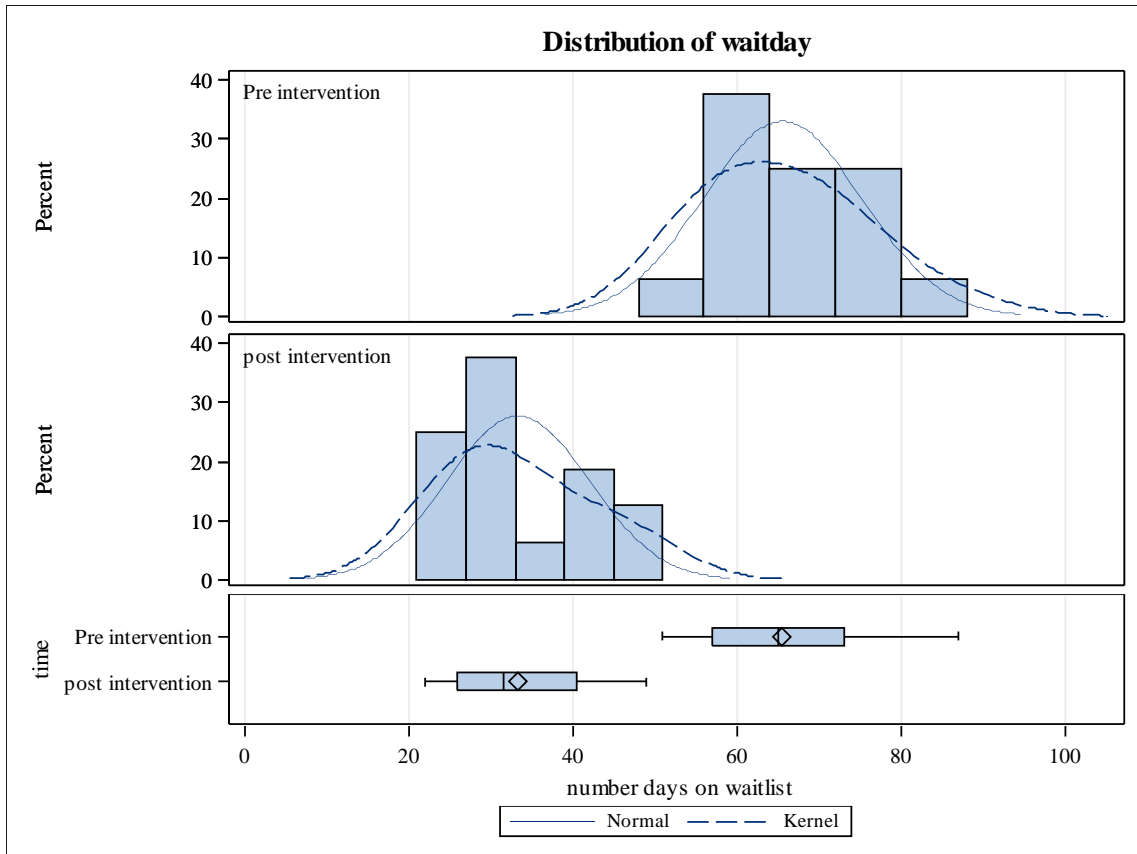 Distribution of waitday
40
Pre intervention
30
Percent
20
10
0
40
post intervention
30
Percent
20
10
0
time
Pre intervention
post intervention
0 20 40 60 80 100
number days on waitlist
Normal Kernel